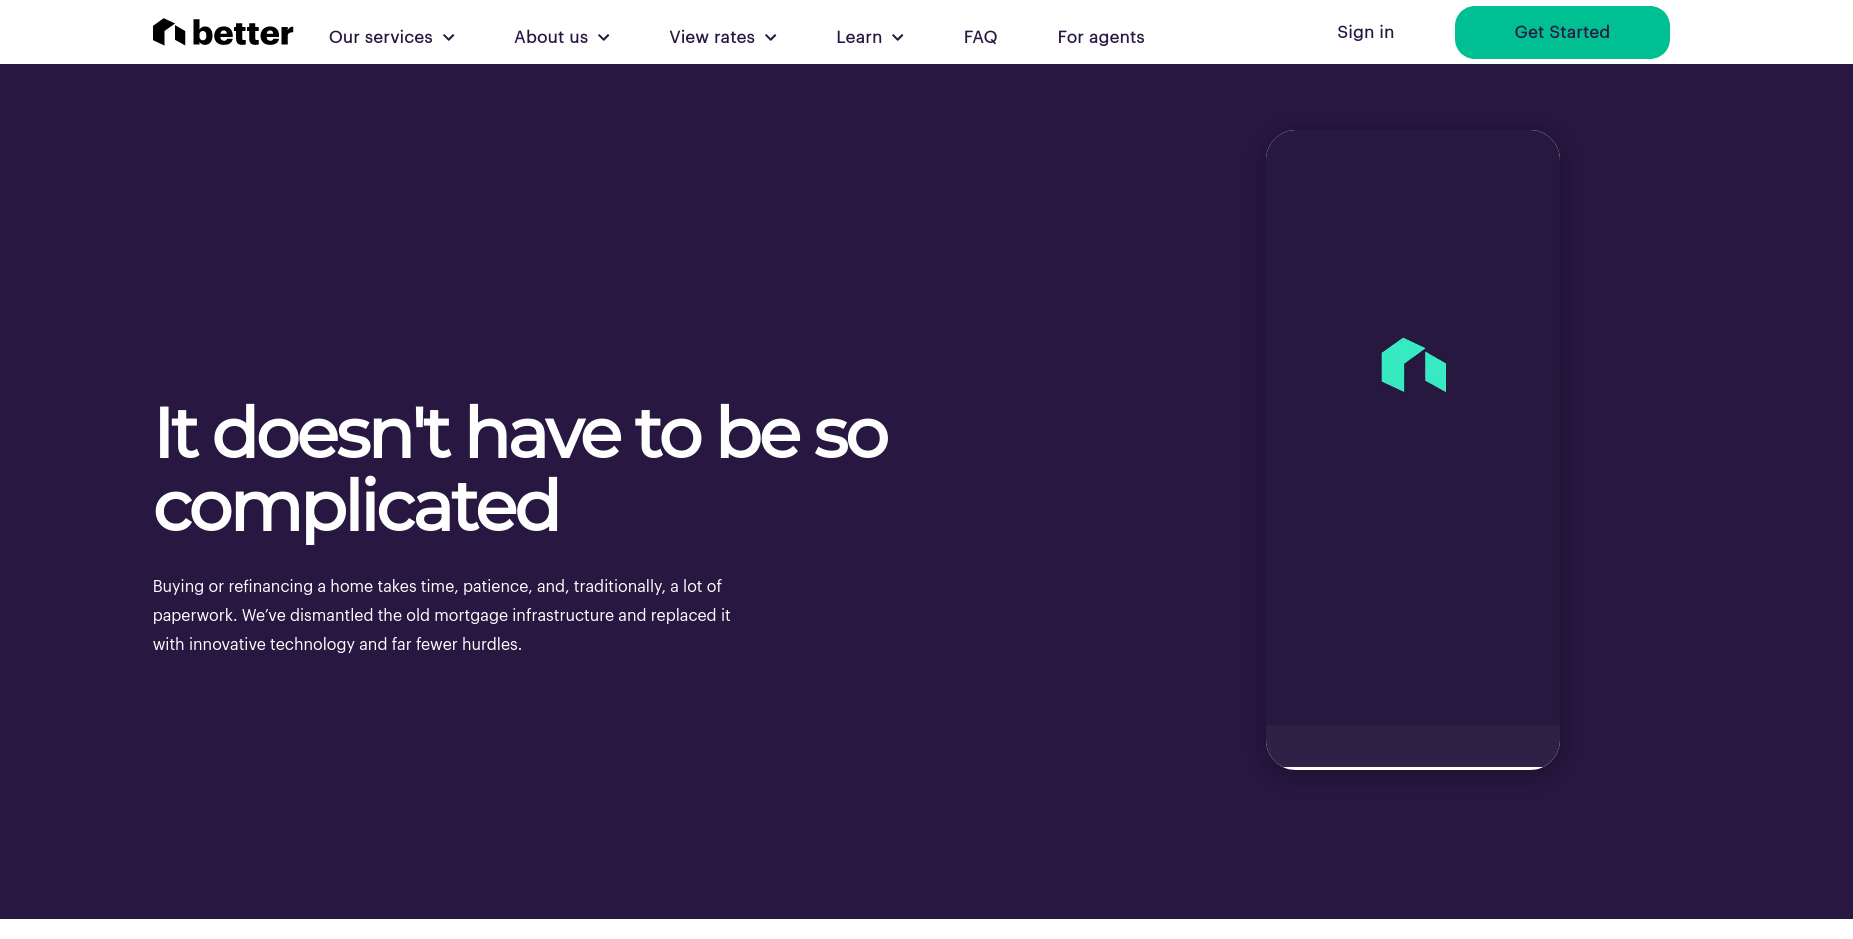 better
Our services
About us
View rates
Learn
FAQ
For agents
Sign in
Get Started
It doesn't have to be so
complicated
Buying or refinancing a home takes time, patience, and, traditionally, a lot of
paperwork. We’ve dismantled the old mortgage infrastructure and replaced it
with innovative technology and far fewer hurdles.